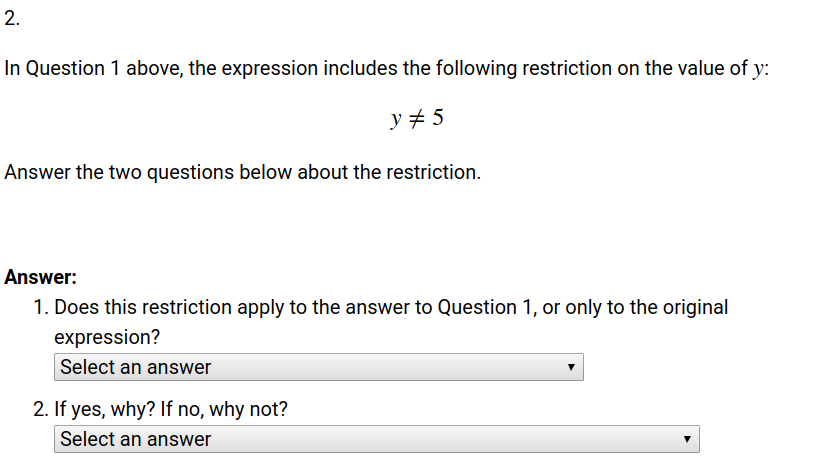 2.
In Question 1 above, the expression includes the following restriction on the value of y:
y ≠ 5
Answer the two questions below about the restriction.
Answer:
1. Does this restriction apply to the answer to Question 1, or only to the original
expression?
Select an answer
2. If yes, why? If no, why not?
Select an answer